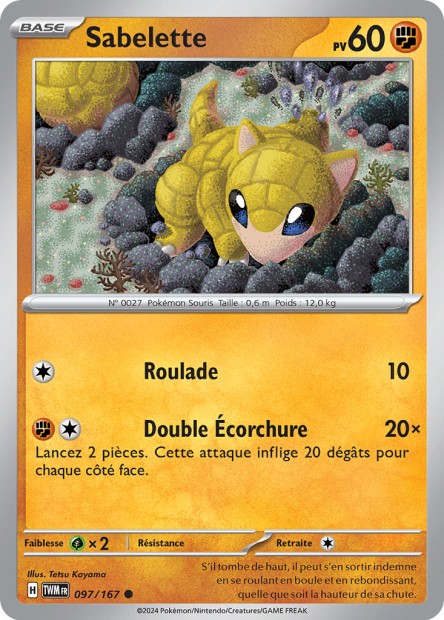 BASE
Sabelette
PV 60
N° 0027 Pokémon Souris Taille : 0,6 m Poids : 12,0 kg
Roulade 10
Double Écorchure 20×
Lancez 2 pièces. Cette attaque inflige 20 dégâts pour
chaque côté face.
Faiblesse ×2 Résistance Retraite
Illus. Tetsu Kayama
H TWM FR 097/167
S'il tombe de haut, il peut s'en sortir indemne
en se roulant en boule et en rebondissant,
quelle que soit la hauteur de sa chute.
©2024 Pokémon/Nintendo/Creatures/GAME FREAK